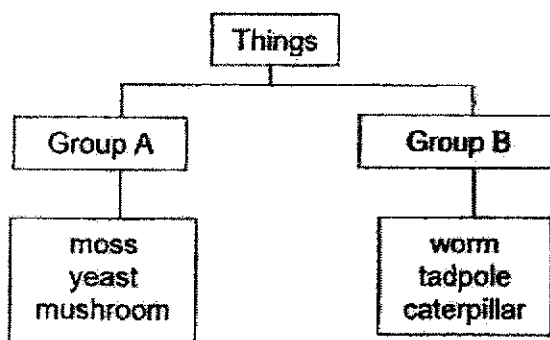 Things
Group A
Group B
moss
yeast
mushroom
worm
tadpole
caterpillar